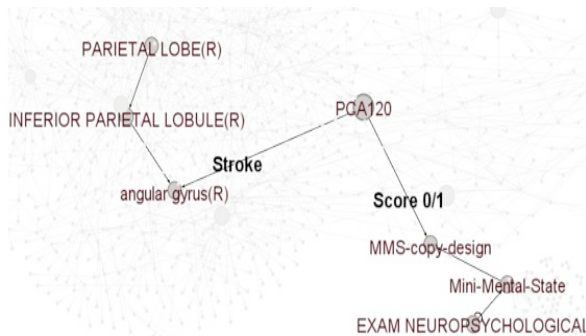 PARIETAL LOBE(R)
PCA120
INFERIOR PARIETAL LOBULE(R)
Stroke
angular gyrus(R)
Score 0/1
MMS-copy-design
Mini-Mental-State
EXAM NEUROPSYCHOLOGICAL